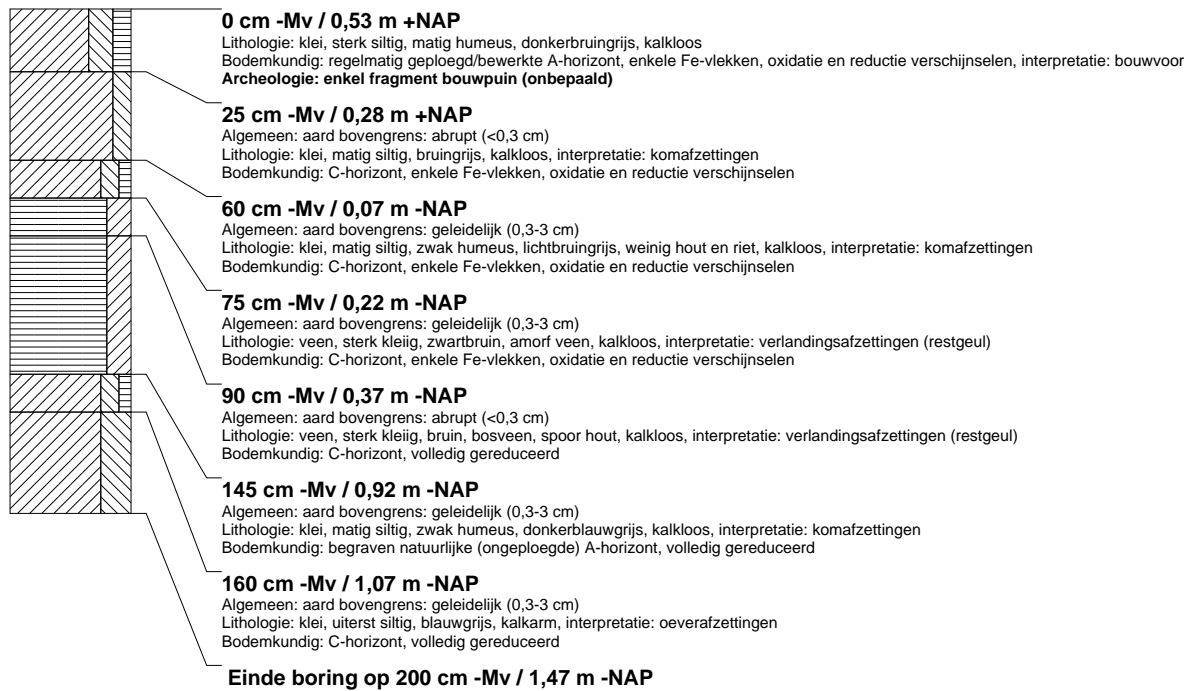 0 cm -Mv / 0,53 m +NAP
Lithologie: klei, sterk siltig, matig humeus, donkerbruingrijs, kalkloos
Bodemkundig: regelmatig geploegd/bewerkte A-horizont, enkele Fe-vlekken, oxidatie en reductie verschijnselen, interpretatie: bouwvoor
Archeologie: enkel fragment bouwpuin (onbepaald)
25 cm -Mv / 0,28 m +NAP
Algemeen: aard bovengrens: abrupt (<0,3 cm)
Lithologie: klei, matig siltig, bruingrijs, kalkloos, interpretatie: komafzettingen
Bodemkundig: C-horizont, enkele Fe-vlekken, oxidatie en reductie verschijnselen
60 cm -Mv / 0,07 m -NAP
Algemeen: aard bovengrens: geleidelijk (0,3-3 cm)
Lithologie: klei, matig siltig, zwak humeus, lichtbruingrijs, weinig hout en riet, kalkloos, interpretatie: komafzettingen
Bodemkundig: C-horizont, enkele Fe-vlekken, oxidatie en reductie verschijnselen
75 cm -Mv / 0,22 m -NAP
Algemeen: aard bovengrens: geleidelijk (0,3-3 cm)
Lithologie: veen, sterk kleiig, zwartbruin, amorf veen, kalkloos, interpretatie: verlandingsafzettingen (restgeul)
Bodemkundig: C-horizont, enkele Fe-vlekken, oxidatie en reductie verschijnselen
90 cm -Mv / 0,37 m -NAP
Algemeen: aard bovengrens: abrupt (<0,3 cm)
Lithologie: veen, sterk kleiig, bruin, bosveen, spoor hout, kalkloos, interpretatie: verlandingsafzettingen (restgeul)
Bodemkundig: C-horizont, volledig gereduceerd
145 cm -Mv / 0,92 m -NAP
Algemeen: aard bovengrens: geleidelijk (0,3-3 cm)
Lithologie: klei, matig siltig, zwak humeus, donkerblauwgrijs, kalkloos, interpretatie: komafzettingen
Bodemkundig: begraven natuurlijke (ongeploegde) A-horizont, volledig gereduceerd
160 cm -Mv / 1,07 m -NAP
Algemeen: aard bovengrens: geleidelijk (0,3-3 cm)
Lithologie: klei, uiterst siltig, blauwgrijs, kalkarm, interpretatie: oeverafzettingen
Bodemkundig: C-horizont, volledig gereduceerd
Einde boring op 200 cm -Mv / 1,47 m -NAP